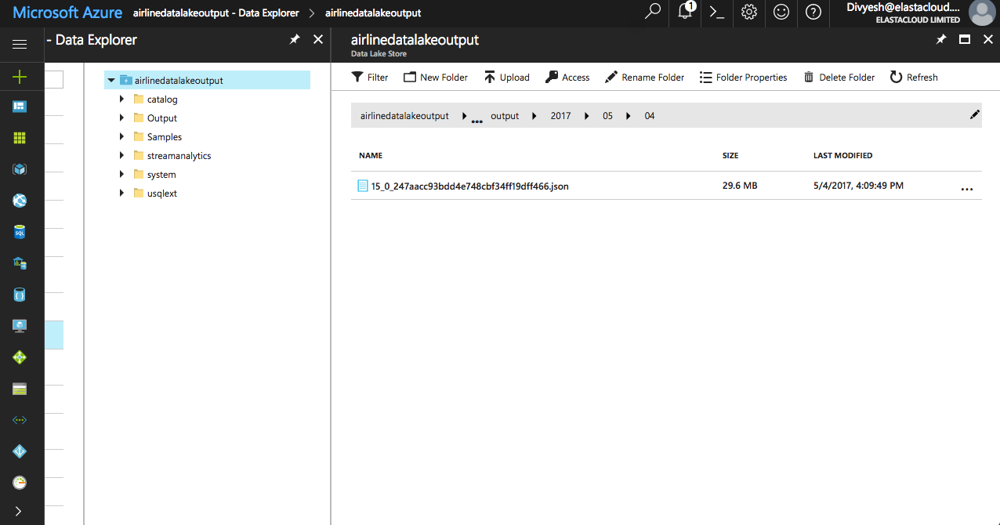 Microsoft Azure airlinedatalakeoutput - Data Explorer > airlinedatalakeoutput
1
Divyesh@elastacloud....
ELASTACLOUD LIMITED
- Data Explorer
airlinedatalakeoutput
Data Lake Store
Filter New Folder Upload Access Rename Folder Folder Properties Delete Folder Refresh
airlinedatalakeoutput
catalog
Output
Samples
streamanalytics
system
usqlext
airlinedatalakeoutput ... output 2017 05 04
NAME SIZE LAST MODIFIED
15_0_247aacc93bdd4e748cbf34ff19dff466.json 29.6 MB 5/4/2017, 4:09:49 PM ...
SQL